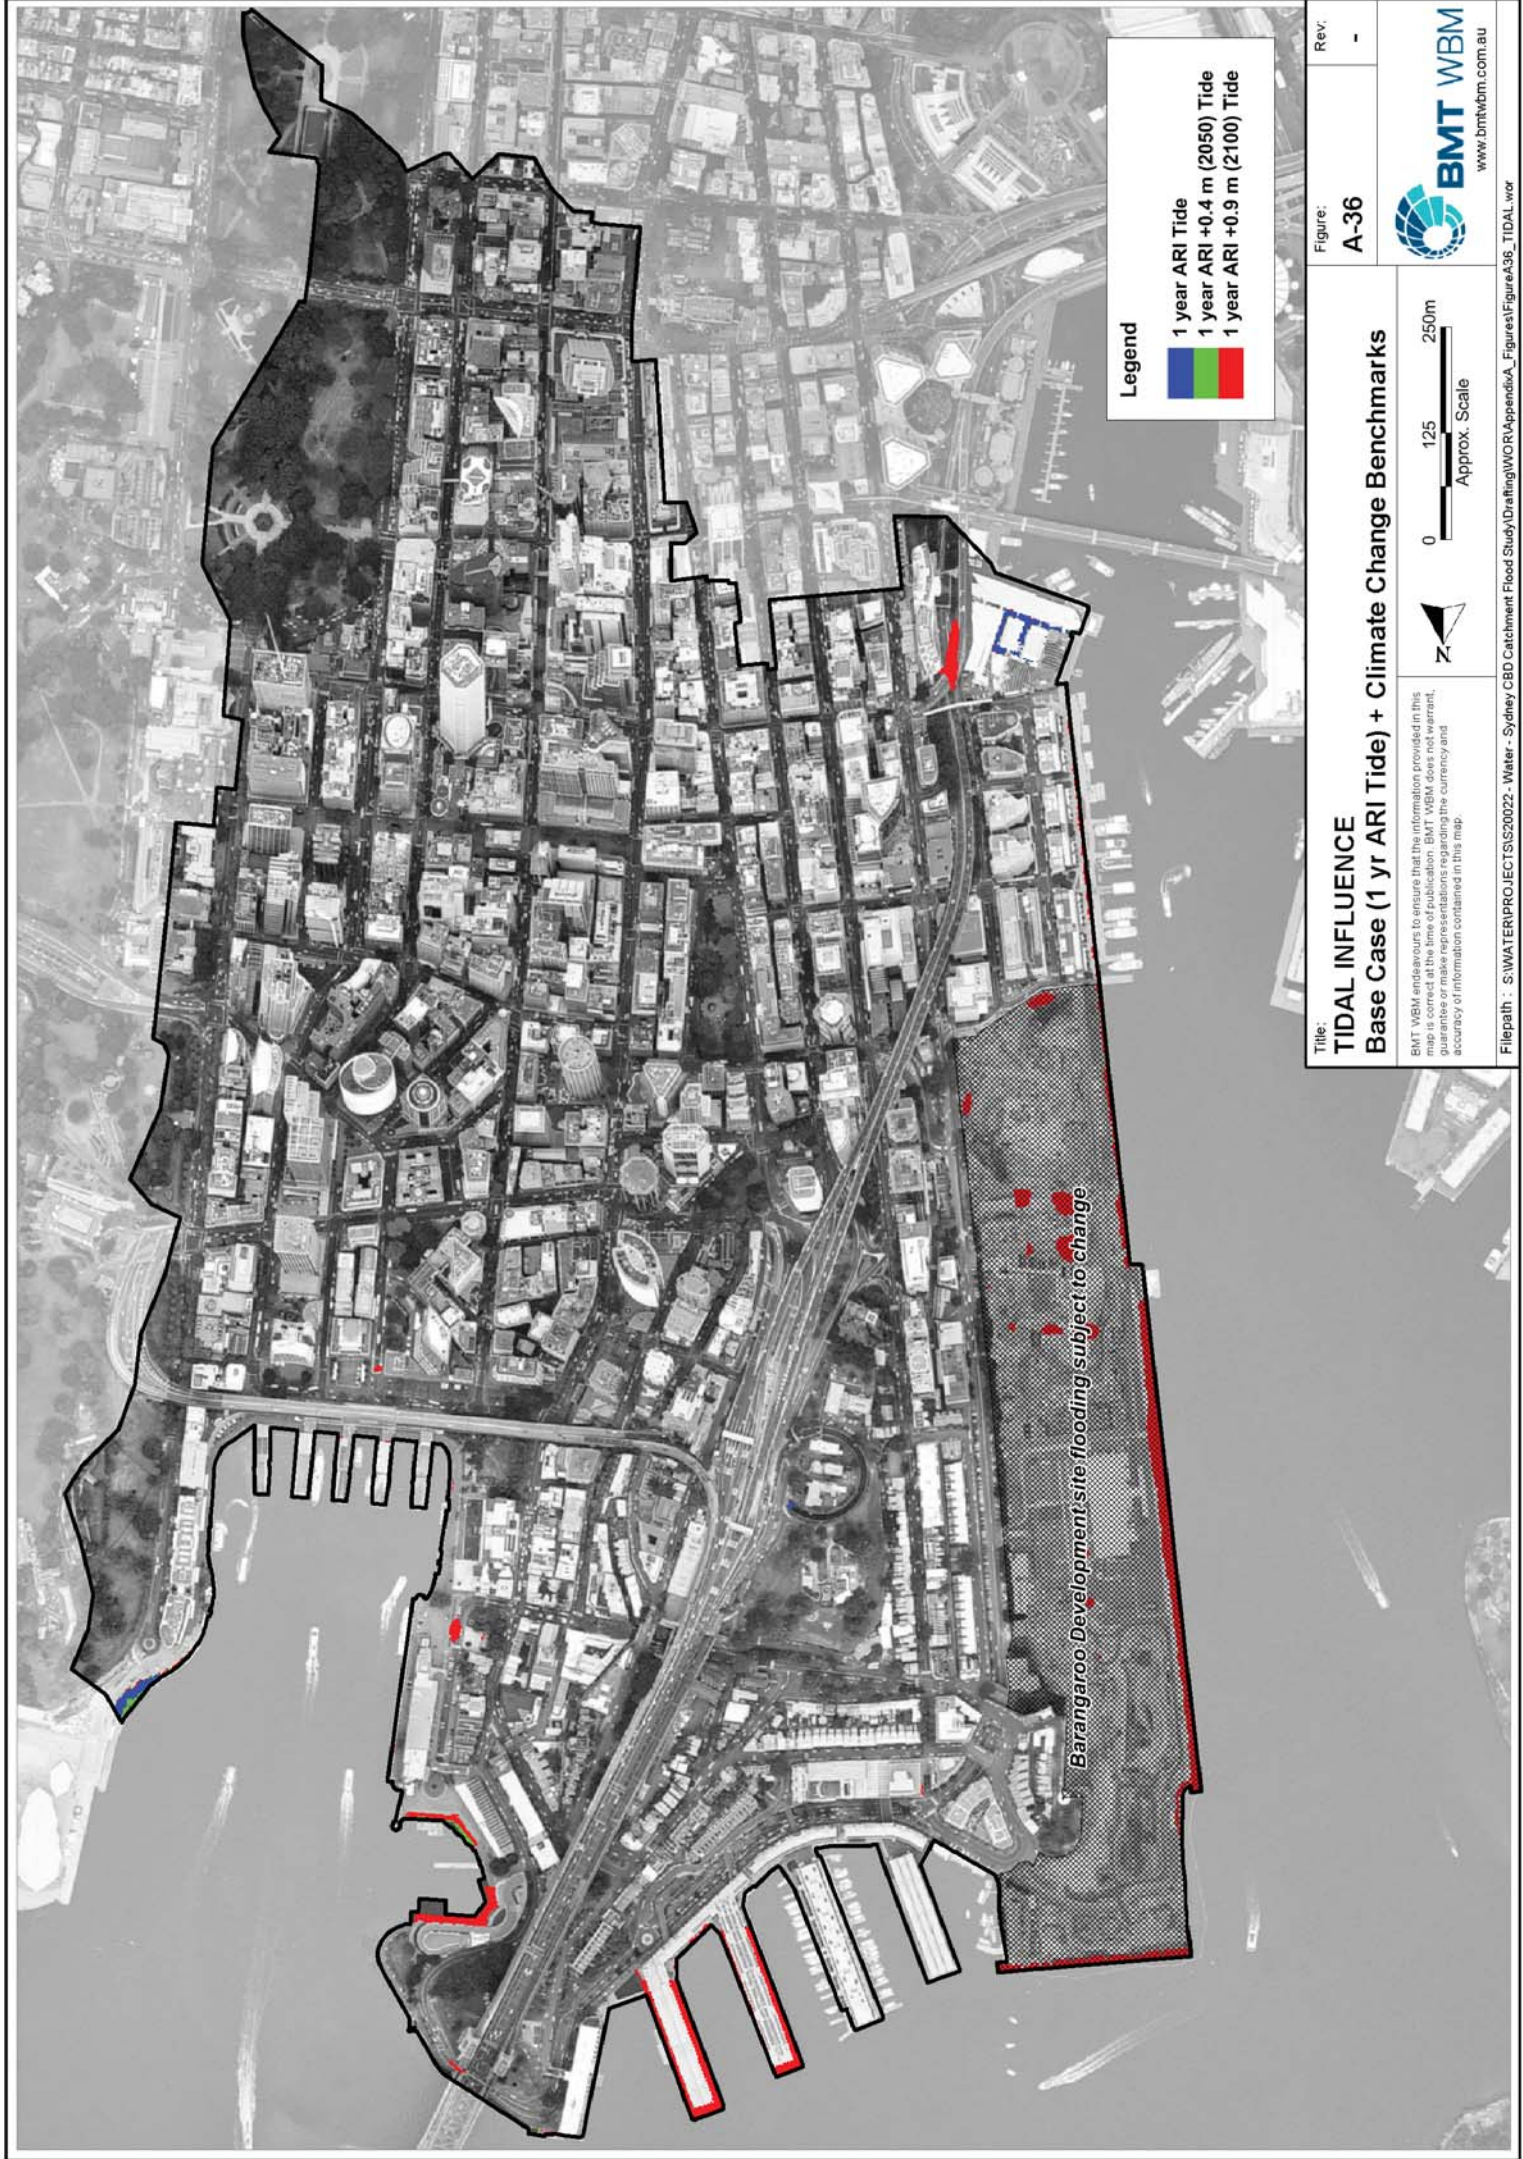 Barangaroo Development site flooding subject to change
Legend
1 year ARI Tide
1 year ARI +0.4 m (2050) Tide
1 year ARI +0.9 m (2100) Tide
Title:
TIDAL INFLUENCE
Base Case (1 yr ARI Tide) + Climate Change Benchmarks
Figure:
A-36
Rev:
-
BMT WBM endeavours to ensure that the information provided in this
map is correct at the time of publication. BMT WBM does not warrant,
guarantee or make representations regarding the currency and
accuracy of information contained in this map.
N
0 125 250m
Approx. Scale
BMT WBM
www.bmtwbm.com.au
Filepath : S:\WATER\PROJECTS\S20022 - Water - Sydney CBD Catchment Flood Study\Drafting\WOR\AppendixA_Figures\FigureA36_TIDAL.wor